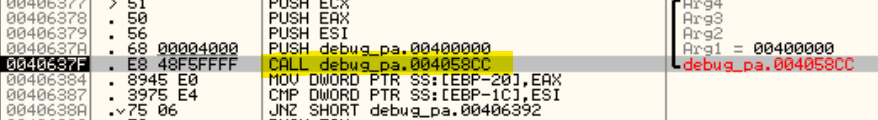 00406377 > 51 PUSH ECX Arg4
00406378 . 50 PUSH EAX Arg3
00406379 . 56 PUSH ESI Arg2
0040637A . 68 00004000 PUSH debug_pa.00400000 Arg1 = 00400000
0040637F . E8 48F5FFFF CALL debug_pa.004058CC debug_pa.004058CC
00406384 . 8945 E0 MOV DWORD PTR SS:[EBP-20],EAX
00406387 . 3975 E4 CMP DWORD PTR SS:[EBP-1C],ESI
0040638A .v75 06 JNZ SHORT debug_pa.00406392